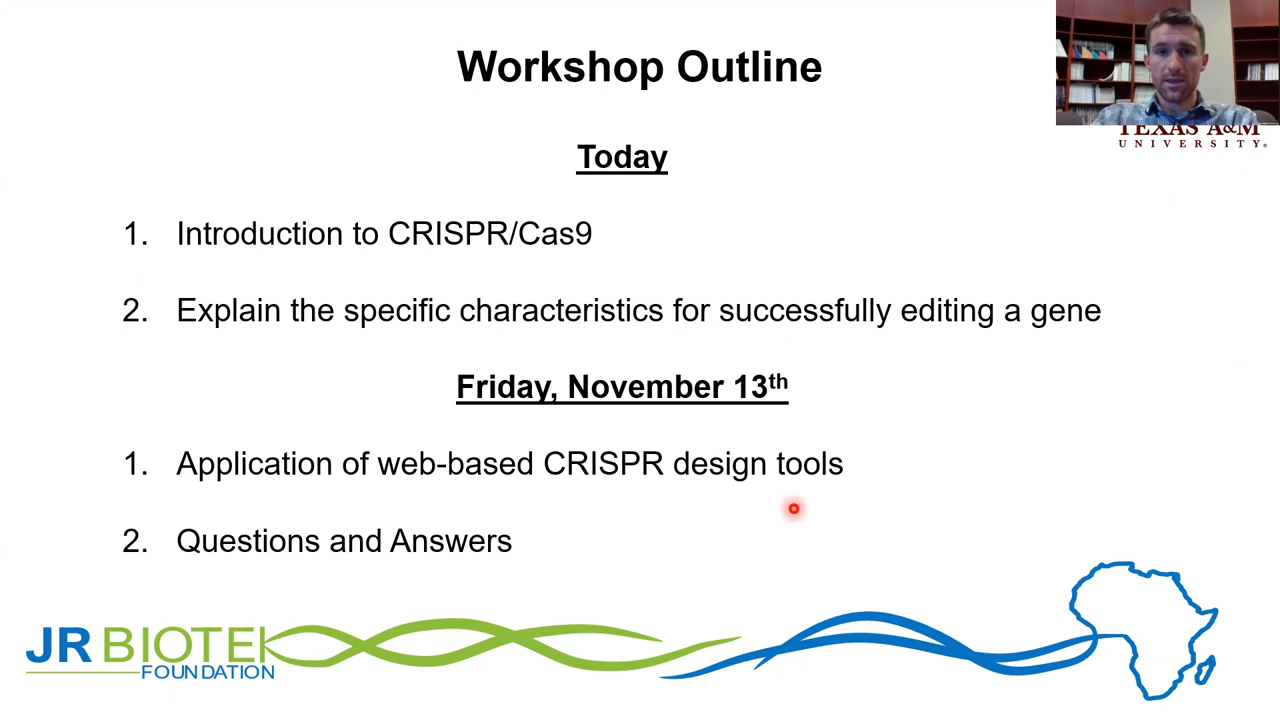 Workshop Outline
TEXAS A&M
UNIVERSITY.
Today
1. Introduction to CRISPR/Cas9
2. Explain the specific characteristics for successfully editing a gene
Friday, November 13th
1. Application of web-based CRISPR design tools
2. Questions and Answers
JR BIOTEK
FOUNDATION